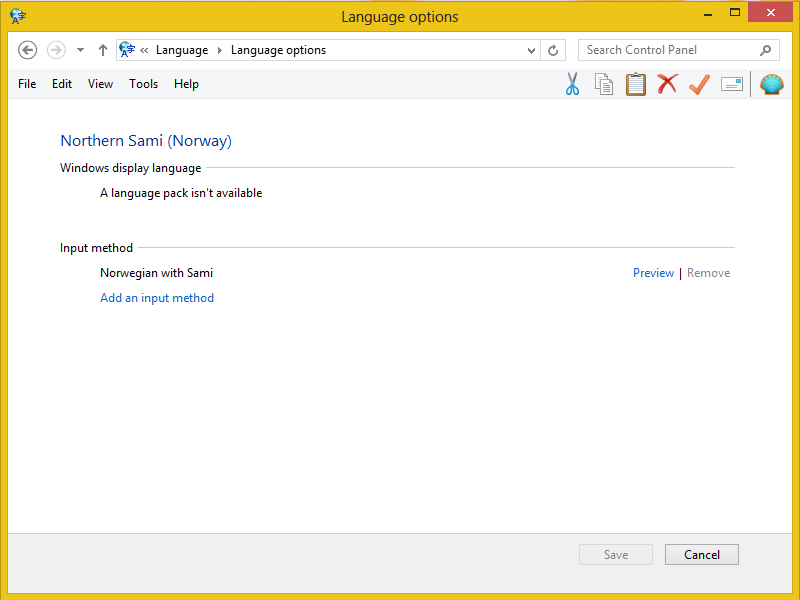 Language options
« Language Language options
Search Control Panel
File Edit View Tools Help
Northern Sami (Norway)
Windows display language
A language pack isn't available
Input method
Norwegian with Sami Preview | Remove
Add an input method
Save Cancel